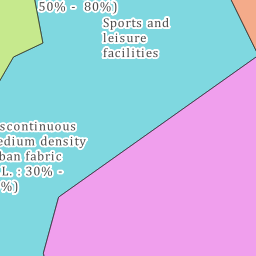 50% - 80%)
Sports and
leisure
facilities
scontinuous
edium density
ban fabric
.L. : 30% -
%)